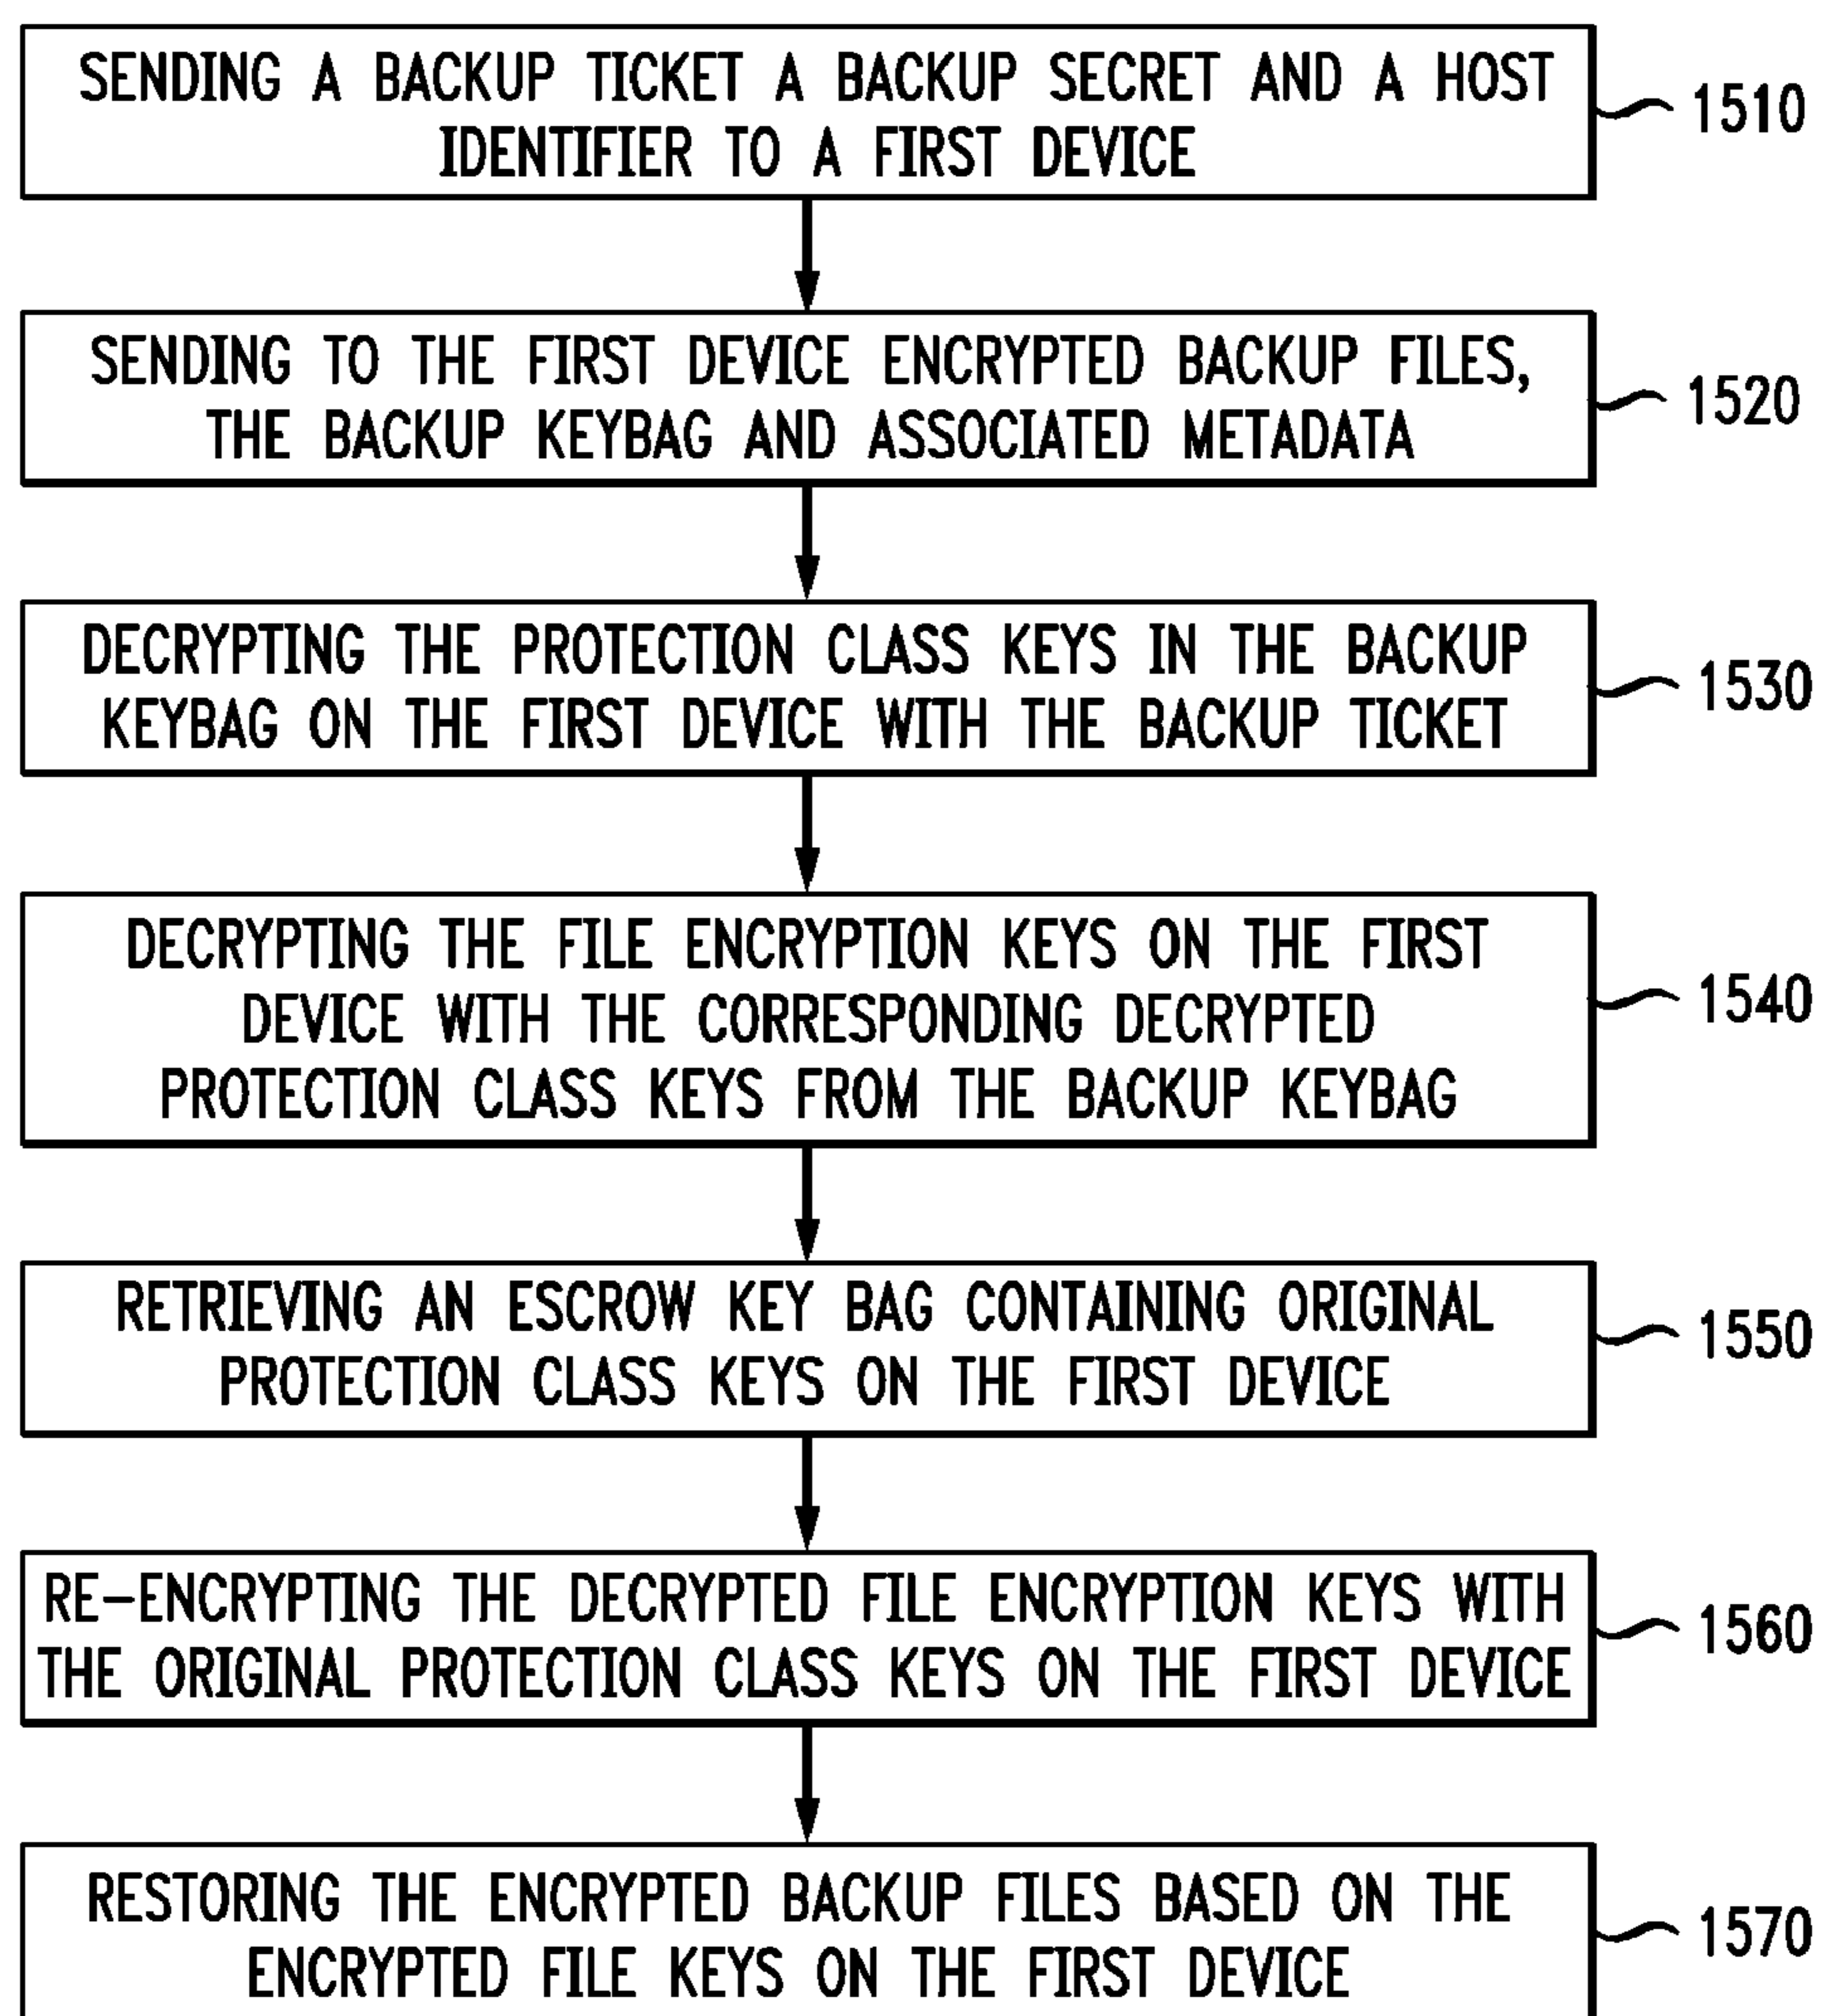 SENDING A BACKUP TICKET A BACKUP SECRET AND A HOST
IDENTIFIER TO A FIRST DEVICE
1510
SENDING TO THE FIRST DEVICE ENCRYPTED BACKUP FILES,
THE BACKUP KEYBAG AND ASSOCIATED METADATA
1520
DECRYPTING THE PROTECTION CLASS KEYS IN THE BACKUP
KEYBAG ON THE FIRST DEVICE WITH THE BACKUP TICKET
1530
DECRYPTING THE FILE ENCRYPTION KEYS ON THE FIRST
DEVICE WITH THE CORRESPONDING DECRYPTED
PROTECTION CLASS KEYS FROM THE BACKUP KEYBAG
1540
RETRIEVING AN ESCROW KEY BAG CONTAINING ORIGINAL
PROTECTION CLASS KEYS ON THE FIRST DEVICE
1550
RE-ENCRYPTING THE DECRYPTED FILE ENCRYPTION KEYS WITH
THE ORIGINAL PROTECTION CLASS KEYS ON THE FIRST DEVICE
1560
RESTORING THE ENCRYPTED BACKUP FILES BASED ON THE
ENCRYPTED FILE KEYS ON THE FIRST DEVICE
1570